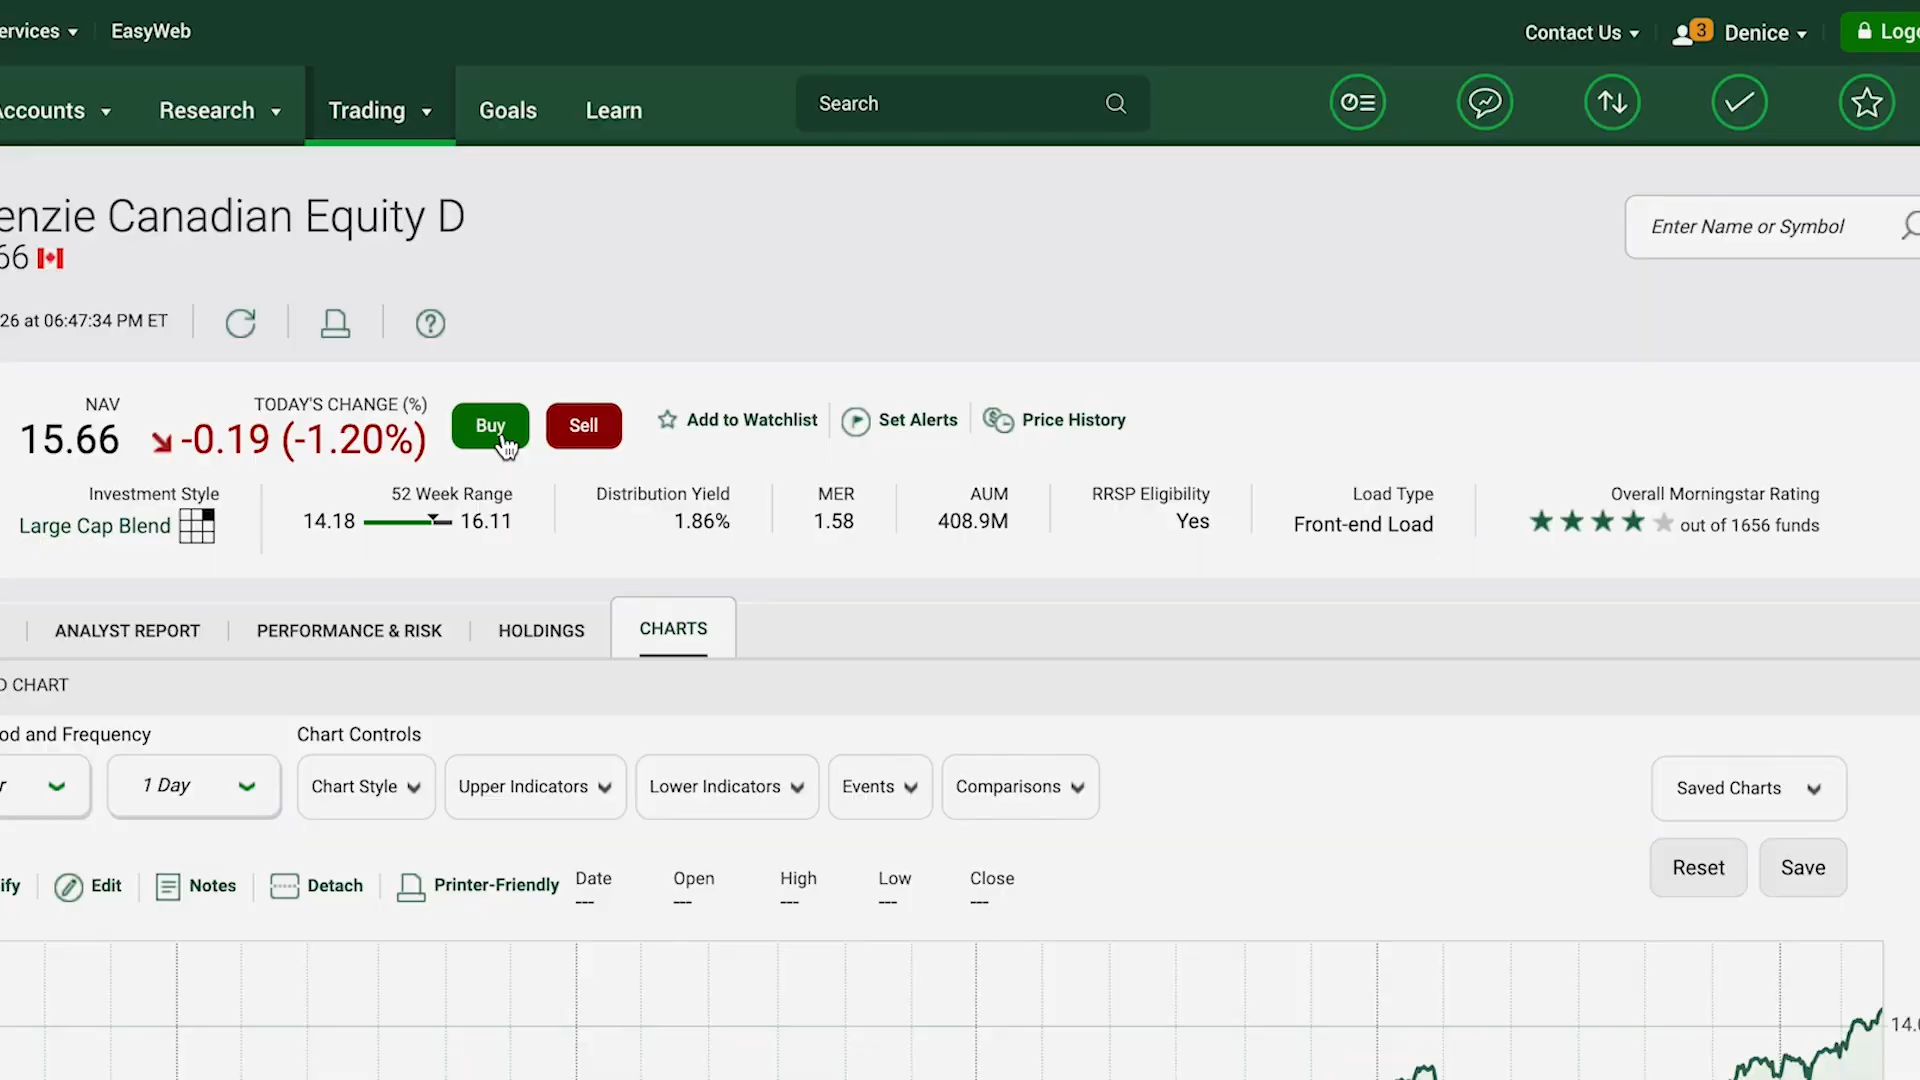 ervices EasyWeb Contact Us 3 Denice Logo
Accounts Research Trading Goals Learn Search
enzie Canadian Equity D
66
Enter Name or Symbol
26 at 06:47:34 PM ET
NAV TODAY'S CHANGE (%)
15.66 -0.19 (-1.20%) Buy Sell Add to Watchlist Set Alerts Price History
Investment Style 52 Week Range Distribution Yield MER AUM RRSP Eligibility Load Type Overall Morningstar Rating
Large Cap Blend 14.18 16.11 1.86% 1.58 408.9M Yes Front-end Load out of 1656 funds
ANALYST REPORT PERFORMANCE & RISK HOLDINGS CHARTS
D CHART
od and Frequency Chart Controls
r 1 Day Chart Style Upper Indicators Lower Indicators Events Comparisons Saved Charts
Reset Save
ify Edit Notes Detach Printer-Friendly Date Open High Low Close
--- --- --- --- ---
14.0